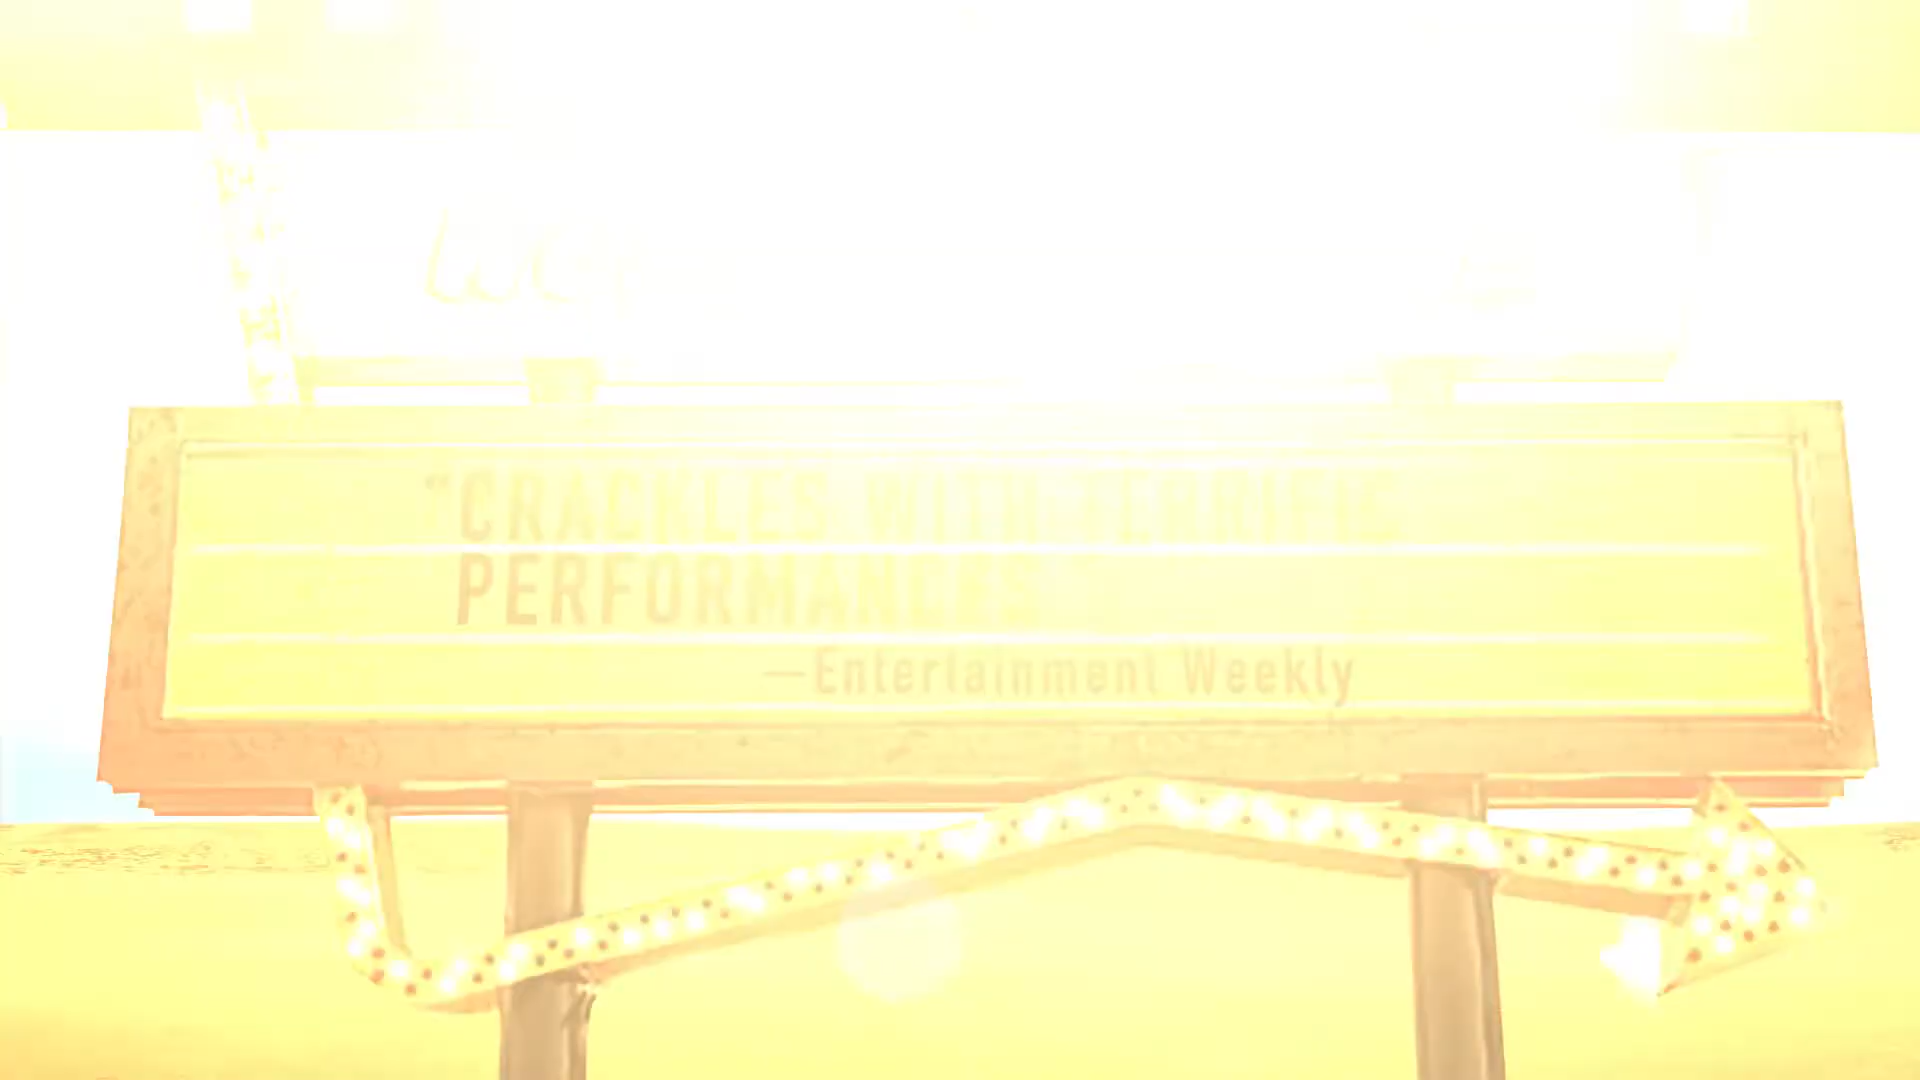 “CRACKLES WITH TERRIFIC
PERFORMANCES”
—Entertainment Weekly